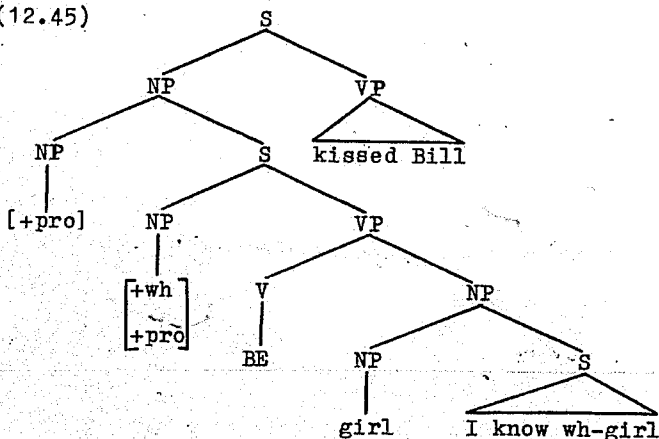 (12.45)
S
NP VP
NP S kissed Bill
[+pro] NP VP
[+wh +pro] V NP
BE NP S
girl I know wh-girl